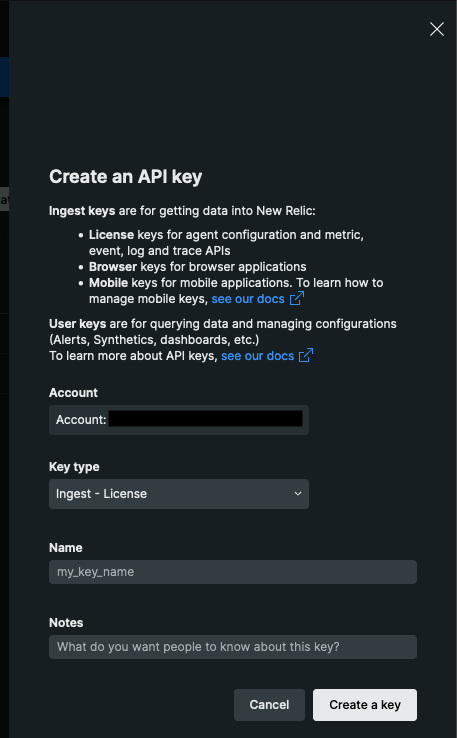 Create an API key
Ingest keys are for getting data into New Relic:
• License keys for agent configuration and metric,
event, log and trace APIs
• Browser keys for browser applications
• Mobile keys for mobile applications. To learn how to
manage mobile keys, see our docs
User keys are for querying data and managing configurations
(Alerts, Synthetics, dashboards, etc.)
To learn more about API keys, see our docs
Account
Account:
Key type
Ingest - License
Name
my_key_name
Notes
What do you want people to know about this key?
Cancel
Create a key